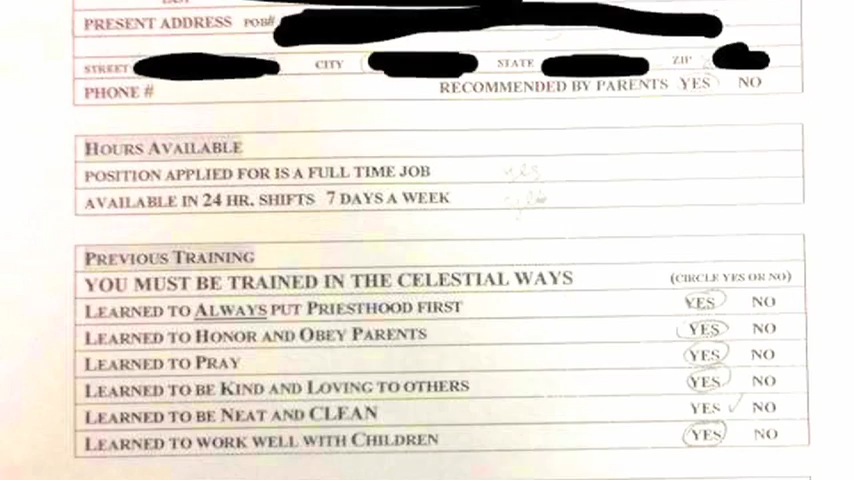 PRESENT ADDRESS POB#
STREET CITY STATE ZIP
PHONE # RECOMMENDED BY PARENTS YES NO
HOURS AVAILABLE
POSITION APPLIED FOR IS A FULL TIME JOB yes
AVAILABLE IN 24 HR. SHIFTS 7 DAYS A WEEK
PREVIOUS TRAINING
YOU MUST BE TRAINED IN THE CELESTIAL WAYS (CIRCLE YES OR NO)
LEARNED TO ALWAYS PUT PRIESTHOOD FIRST YES NO
LEARNED TO HONOR AND OBEY PARENTS YES NO
LEARNED TO PRAY YES NO
LEARNED TO BE KIND AND LOVING TO OTHERS YES NO
LEARNED TO BE NEAT AND CLEAN YES NO
LEARNED TO WORK WELL WITH CHILDREN YES NO